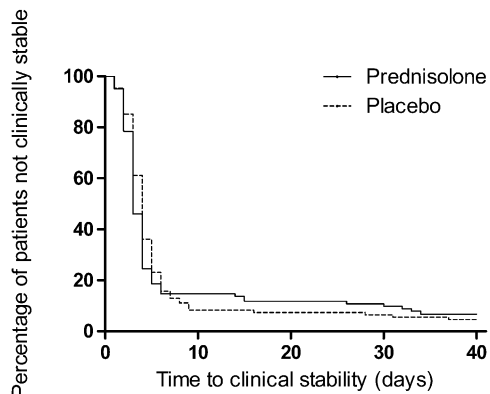 Percentage of patients not clinically stable
100
80
60
40
20
0
0 10 20 30 40
Time to clinical stability (days)
Prednisolone
Placebo